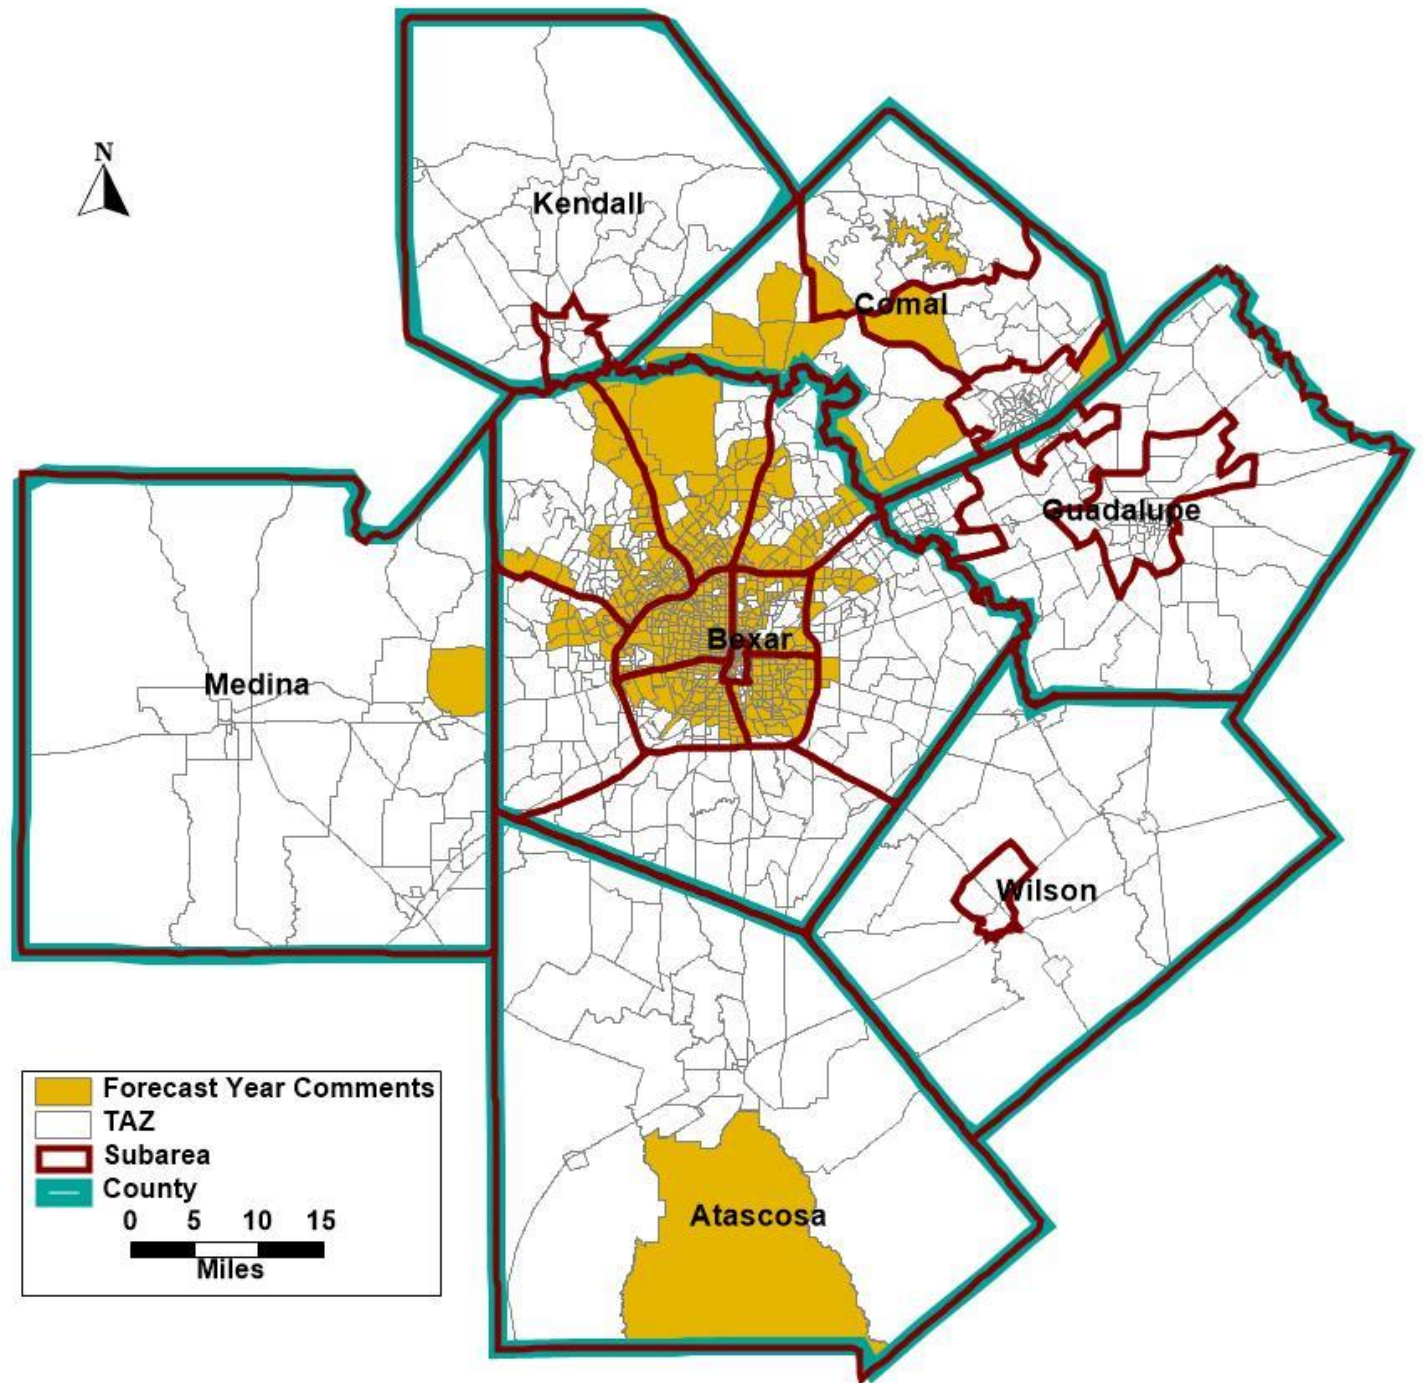 N
Kendall
Comal
Guadalupe
Bexar
Medina
Wilson
Forecast Year Comments
TAZ
Subarea
County
0 5 10 15
Miles
Atascosa